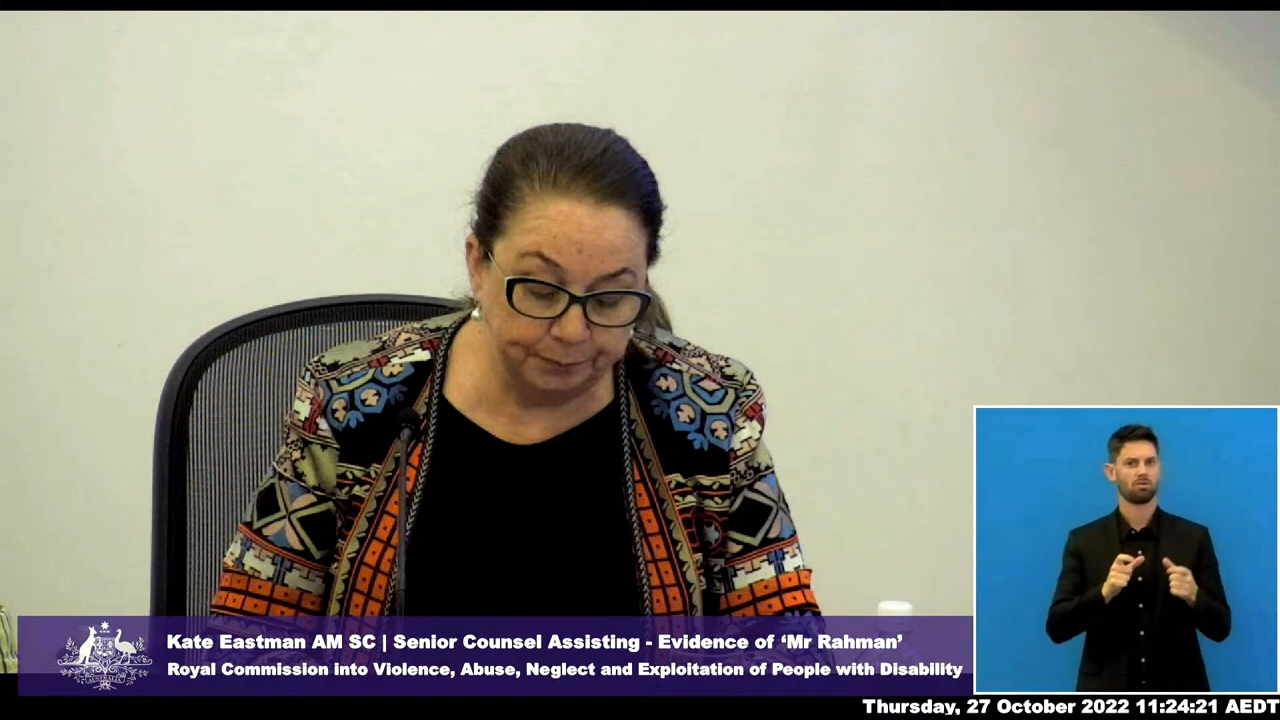 Kate Eastman AM SC | Senior Counsel Assisting - Evidence of ‘Mr Rahman’
Royal Commission into Violence, Abuse, Neglect and Exploitation of People with Disability
AUSTRALIA
Thursday, 27 October 2022 11:24:21 AEDT